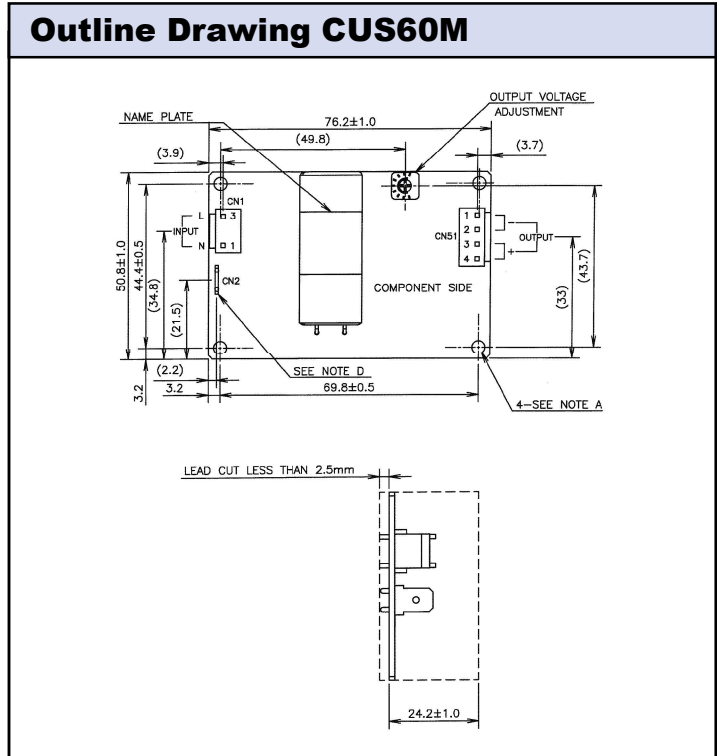 Outline Drawing CUS60M
OUTPUT VOLTAGE
ADJUSTMENT
NAME PLATE
76.2±1.0
(49.8)
(3.9)
(3.7)
CN1
L
3
INPUT
N
1
CN2
1
2
CN51
3
4
OUTPUT
+
-
COMPONENT SIDE
50.8±1.0
44.4±0.5
(34.8)
(21.5)
(33)
(43.7)
(2.2)
3.2
3.2
SEE NOTE D
69.8±0.5
4-SEE NOTE A
LEAD CUT LESS THAN 2.5mm
24.2±1.0